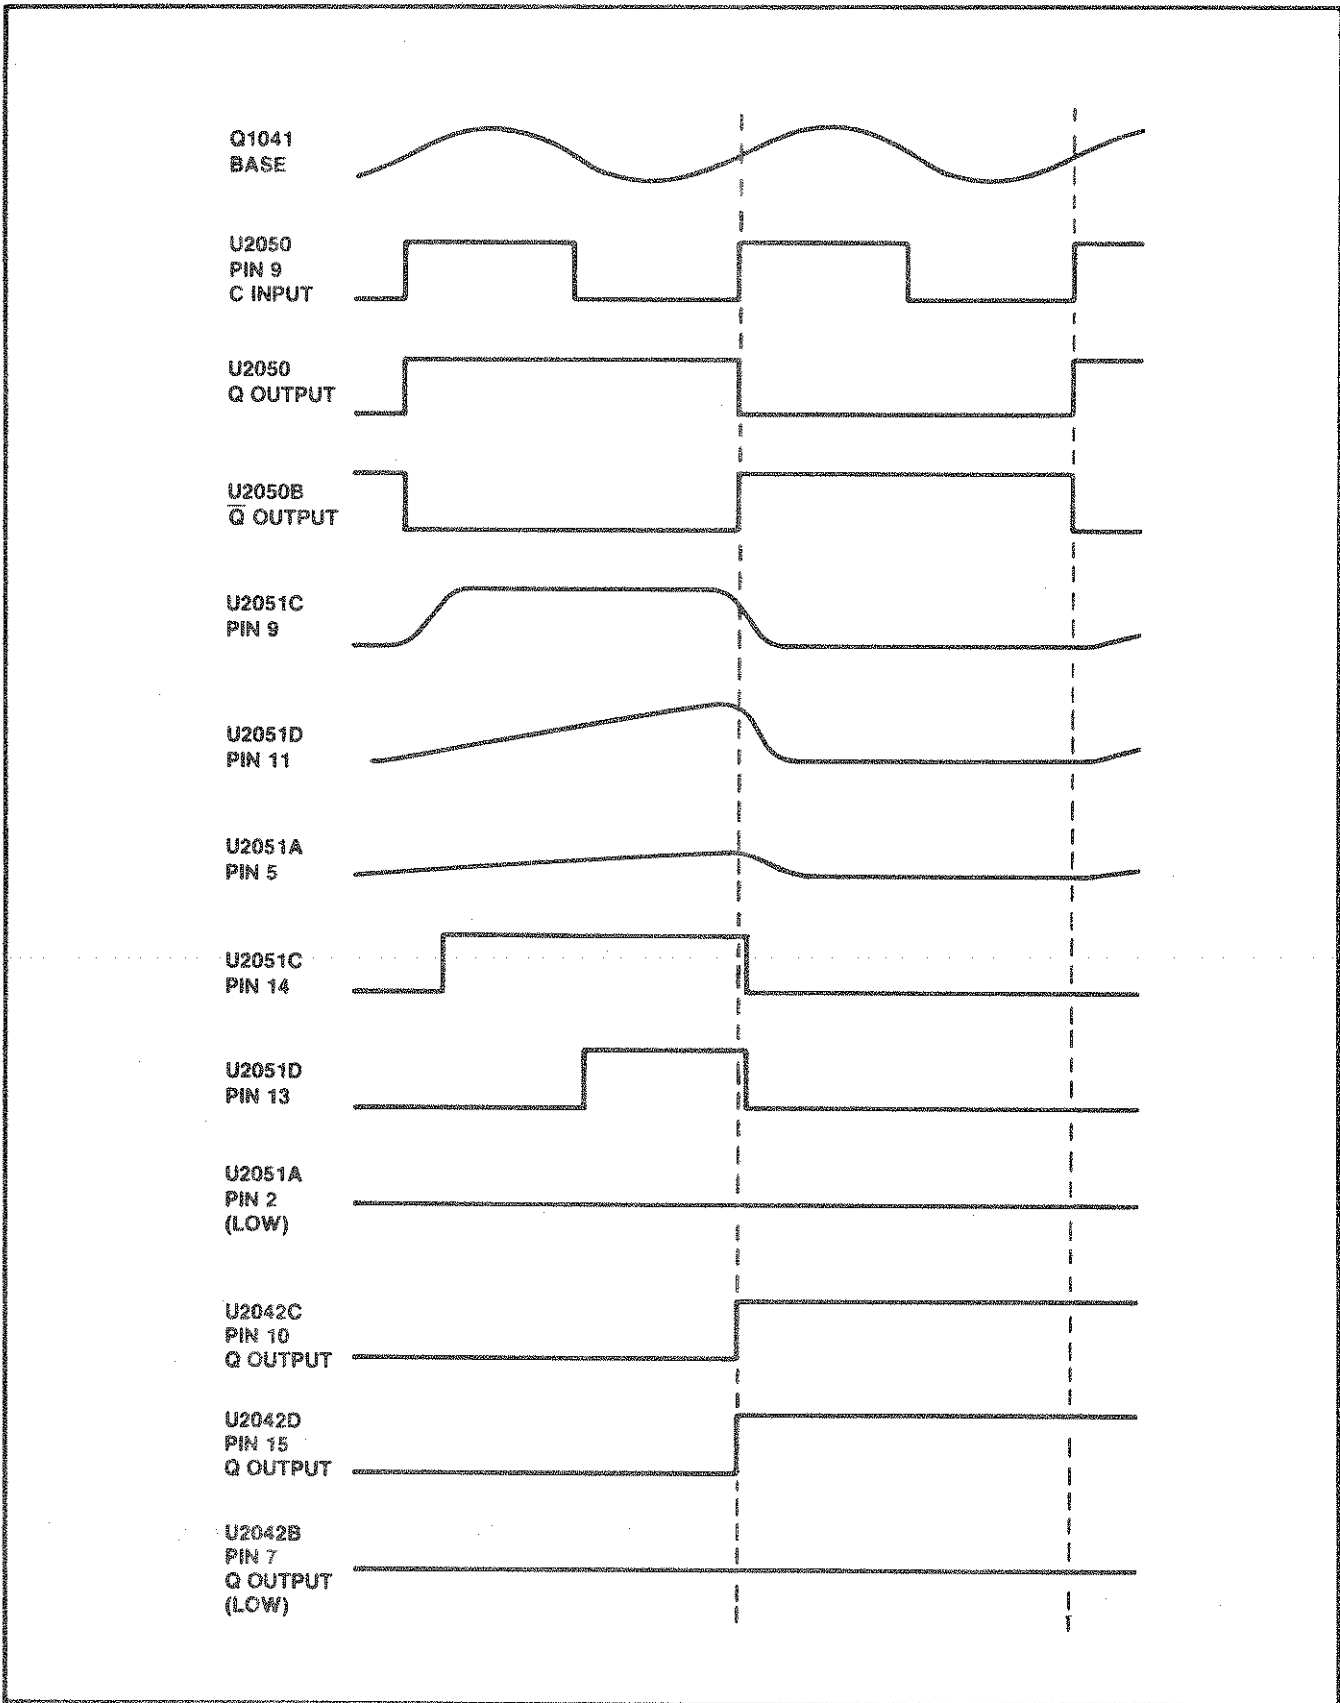 Q1041
BASE
U2050
PIN 9
C INPUT
U2050
Q OUTPUT
U2050B
Q̅ OUTPUT
U2051C
PIN 9
U2051D
PIN 11
U2051A
PIN 5
U2051C
PIN 14
U2051D
PIN 13
U2051A
PIN 2
(LOW)
U2042C
PIN 10
Q OUTPUT
U2042D
PIN 15
Q OUTPUT
U2042B
PIN 7
Q OUTPUT
(LOW)